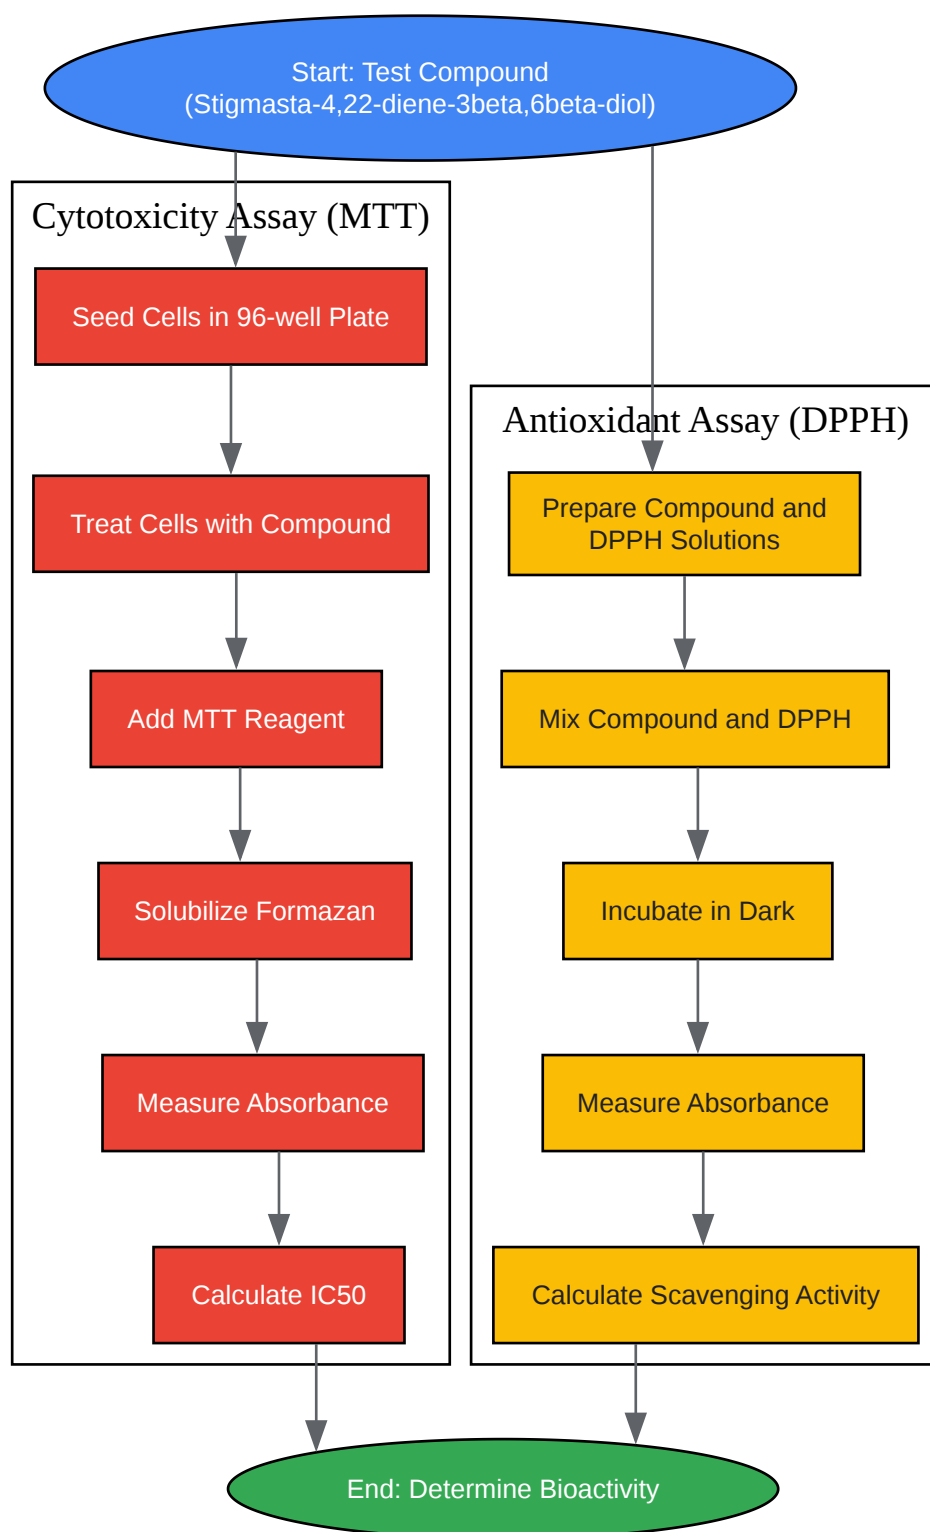 Start: Test Compound
(Stigmasta-4,22-diene-3beta,6beta-diol)
Cytotoxicity Assay (MTT)
Seed Cells in 96-well Plate
Treat Cells with Compound
Add MTT Reagent
Solubilize Formazan
Measure Absorbance
Calculate IC50
Antioxidant Assay (DPPH)
Prepare Compound and
DPPH Solutions
Mix Compound and DPPH
Incubate in Dark
Measure Absorbance
Calculate Scavenging Activity
End: Determine Bioactivity